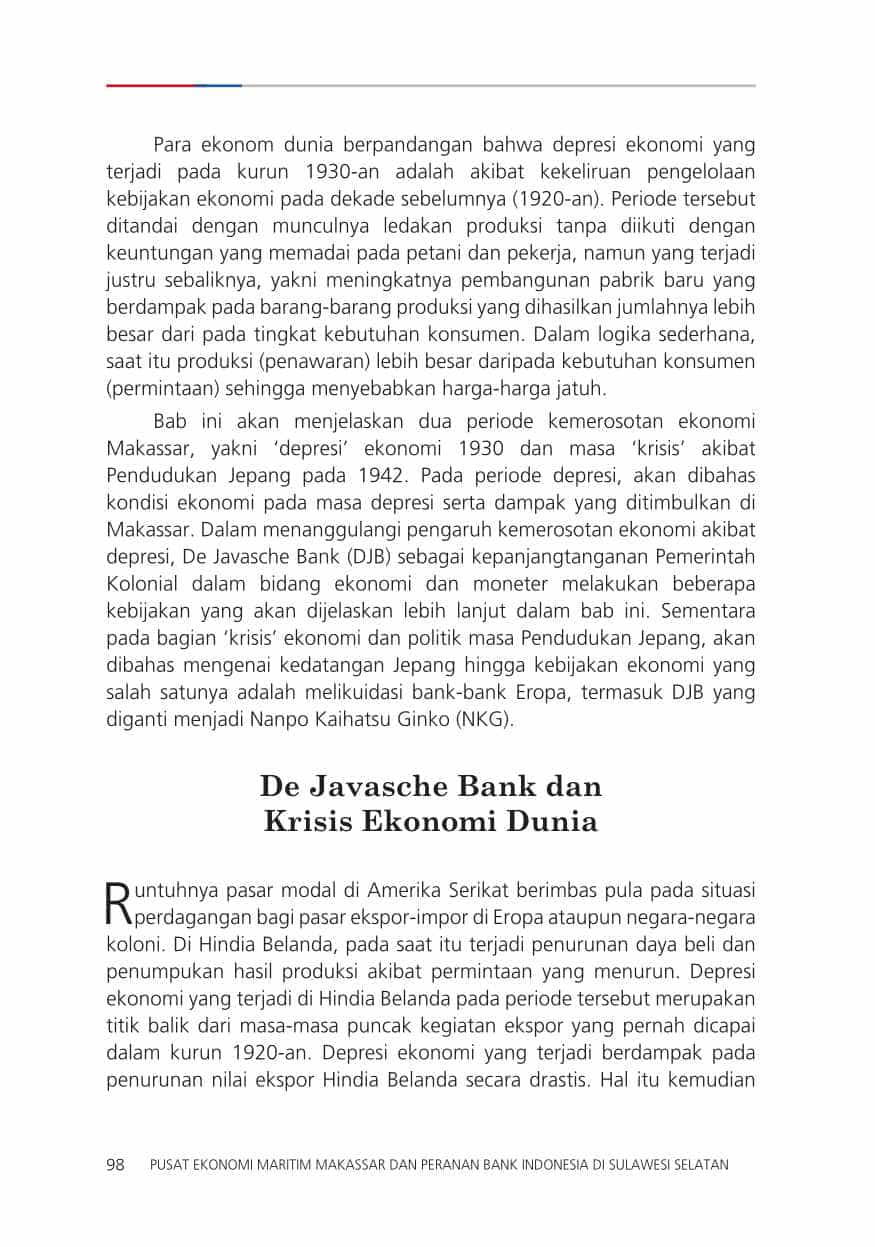 Para ekonom dunia berpandangan bahwa depresi ekonomi yang
terjadi pada kurun 1930-an adalah akibat kekeliruan pengelolaan
kebijakan ekonomi pada dekade sebelumnya (1920-an). Periode tersebut
ditandai dengan munculnya ledakan produksi tanpa diikuti dengan
keuntungan yang memadai pada petani dan pekerja, namun yang terjadi
justru sebaliknya, yakni meningkatnya pembangunan pabrik baru yang
berdampak pada barang-barang produksi yang dihasilkan jumlahnya lebih
besar dari pada tingkat kebutuhan konsumen. Dalam logika sederhana,
saat itu produksi (penawaran) lebih besar daripada kebutuhan konsumen
(permintaan) sehingga menyebabkan harga-harga jatuh.
Bab ini akan menjelaskan dua periode kemerosotan ekonomi
Makassar, yakni ‘depresi’ ekonomi 1930 dan masa ‘krisis’ akibat
Pendudukan Jepang pada 1942. Pada periode depresi, akan dibahas
kondisi ekonomi pada masa depresi serta dampak yang ditimbulkan di
Makassar. Dalam menanggulangi pengaruh kemerosotan ekonomi akibat
depresi, De Javasche Bank (DJB) sebagai kepanjangtanganan Pemerintah
Kolonial dalam bidang ekonomi dan moneter melakukan beberapa
kebijakan yang akan dijelaskan lebih lanjut dalam bab ini. Sementara
pada bagian ‘krisis’ ekonomi dan politik masa Pendudukan Jepang, akan
dibahas mengenai kedatangan Jepang hingga kebijakan ekonomi yang
salah satunya adalah melikuidasi bank-bank Eropa, termasuk DJB yang
diganti menjadi Nanpo Kaihatsu Ginko (NKG).
De Javasche Bank dan
Krisis Ekonomi Dunia
Runtuhnya pasar modal di Amerika Serikat berimbas pula pada situasi
perdagangan bagi pasar ekspor-impor di Eropa ataupun negara-negara
koloni. Di Hindia Belanda, pada saat itu terjadi penurunan daya beli dan
penumpukan hasil produksi akibat permintaan yang menurun. Depresi
ekonomi yang terjadi di Hindia Belanda pada periode tersebut merupakan
titik balik dari masa-masa puncak kegiatan ekspor yang pernah dicapai
dalam kurun 1920-an. Depresi ekonomi yang terjadi berdampak pada
penurunan nilai ekspor Hindia Belanda secara drastis. Hal itu kemudian
98 PUSAT EKONOMI MARITIM MAKASSAR DAN PERANAN BANK INDONESIA DI SULAWESI SELATAN